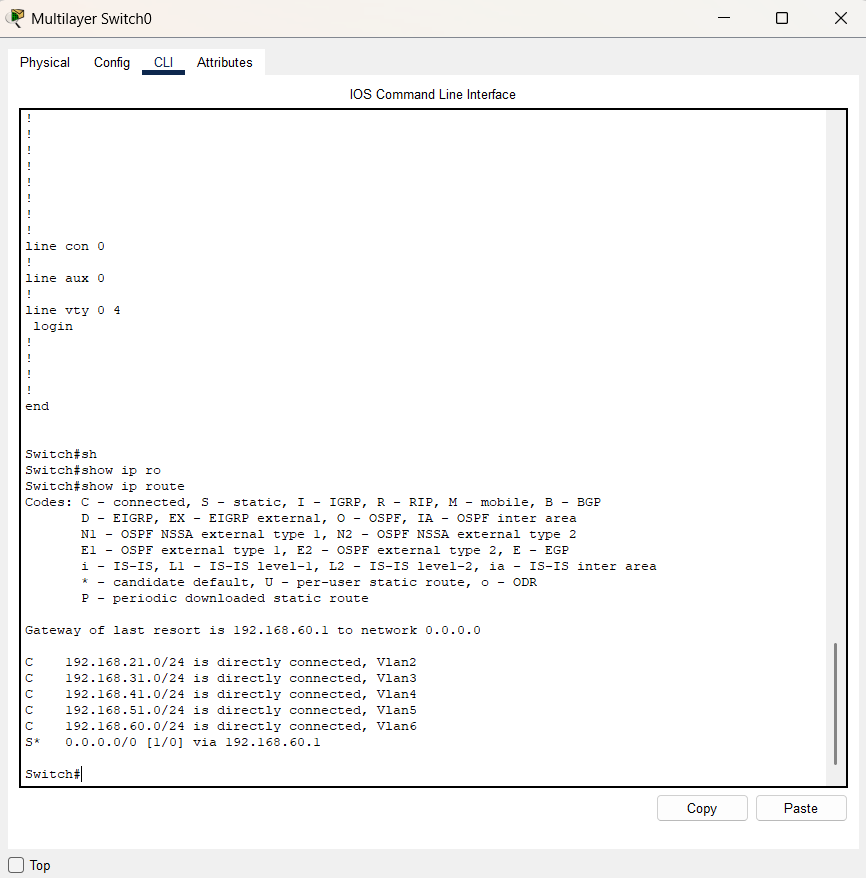 Multilayer Switch0
Physical Config CLI Attributes
IOS Command Line Interface
!
!
!
!
!
!
!
!
line con 0
!
line aux 0
!
line vty 0 4
 login
!
!
!
!
end
Switch#sh
Switch#show ip ro
Switch#show ip route
Codes: C - connected, S - static, I - IGRP, R - RIP, M - mobile, B - BGP
       D - EIGRP, EX - EIGRP external, O - OSPF, IA - OSPF inter area
       N1 - OSPF NSSA external type 1, N2 - OSPF NSSA external type 2
       E1 - OSPF external type 1, E2 - OSPF external type 2, E - EGP
       i - IS-IS, L1 - IS-IS level-1, L2 - IS-IS level-2, ia - IS-IS inter area
       * - candidate default, U - per-user static route, o - ODR
       P - periodic downloaded static route
Gateway of last resort is 192.168.60.1 to network 0.0.0.0
C    192.168.21.0/24 is directly connected, Vlan2
C    192.168.31.0/24 is directly connected, Vlan3
C    192.168.41.0/24 is directly connected, Vlan4
C    192.168.51.0/24 is directly connected, Vlan5
C    192.168.60.0/24 is directly connected, Vlan6
S*   0.0.0.0/0 [1/0] via 192.168.60.1
Switch#
Copy Paste
Top